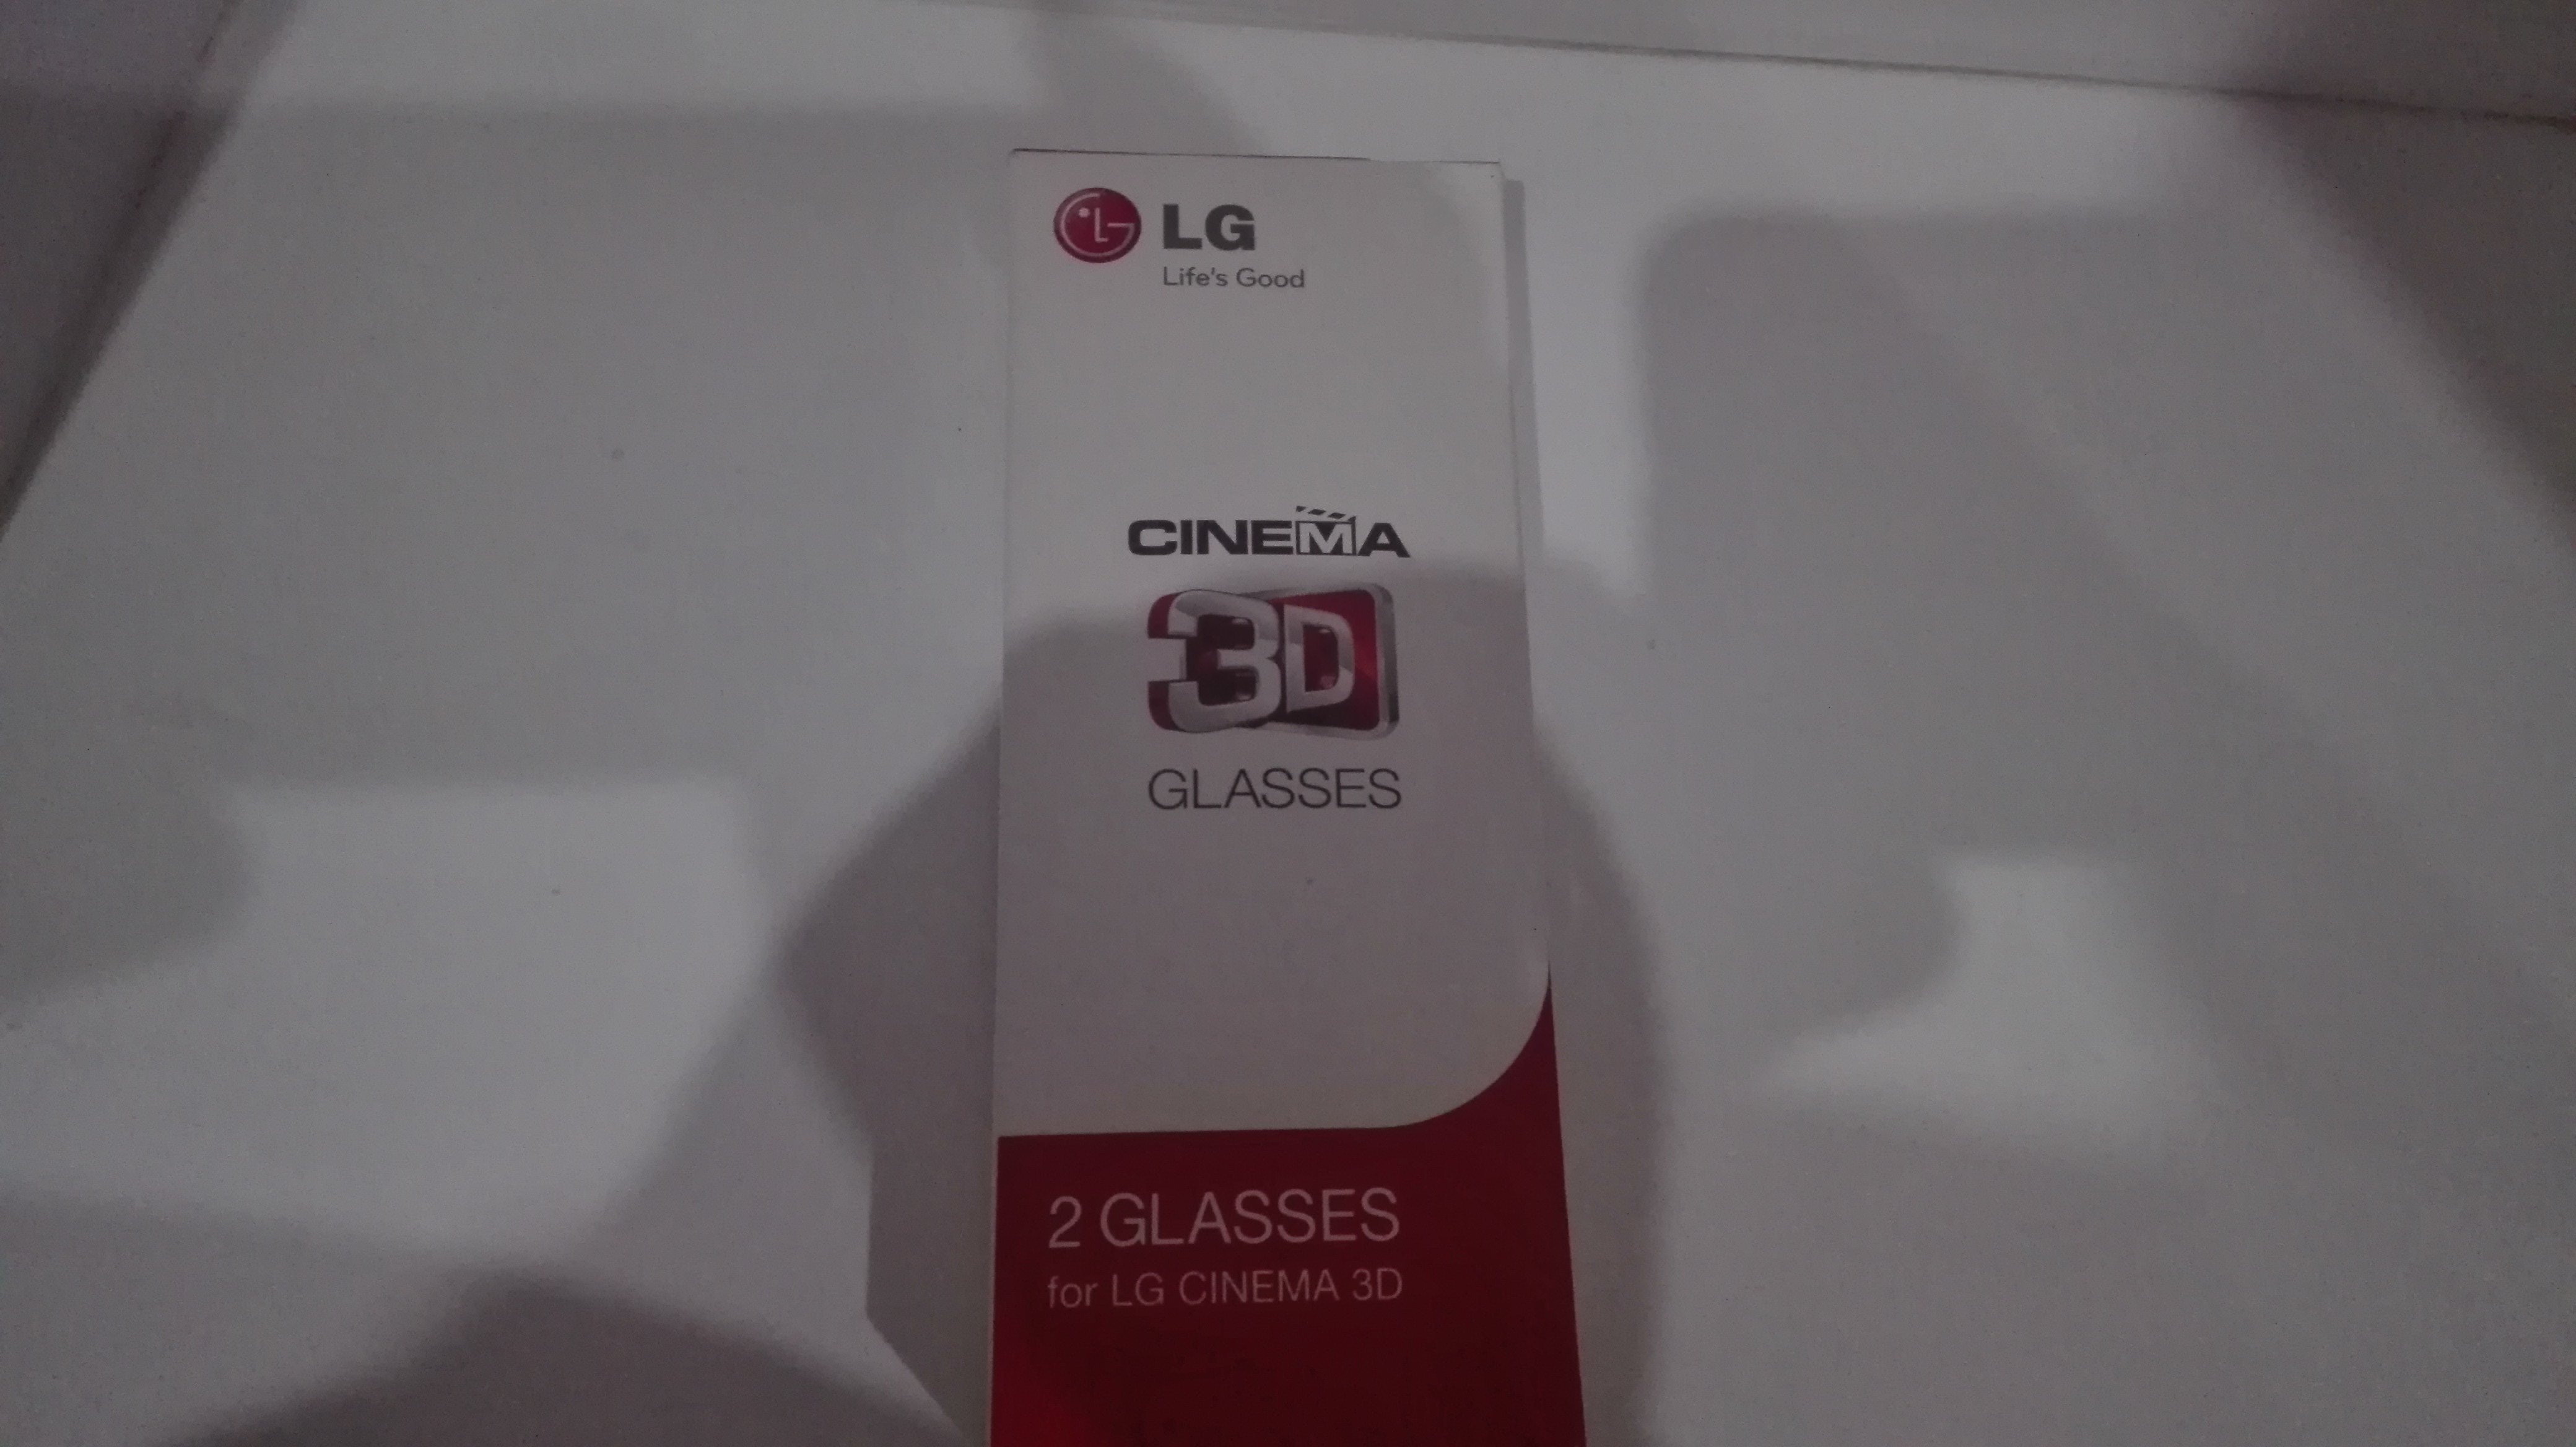 LG
Life's Good
CINEMA
3D
GLASSES
2 GLASSES
for LG CINEMA 3D